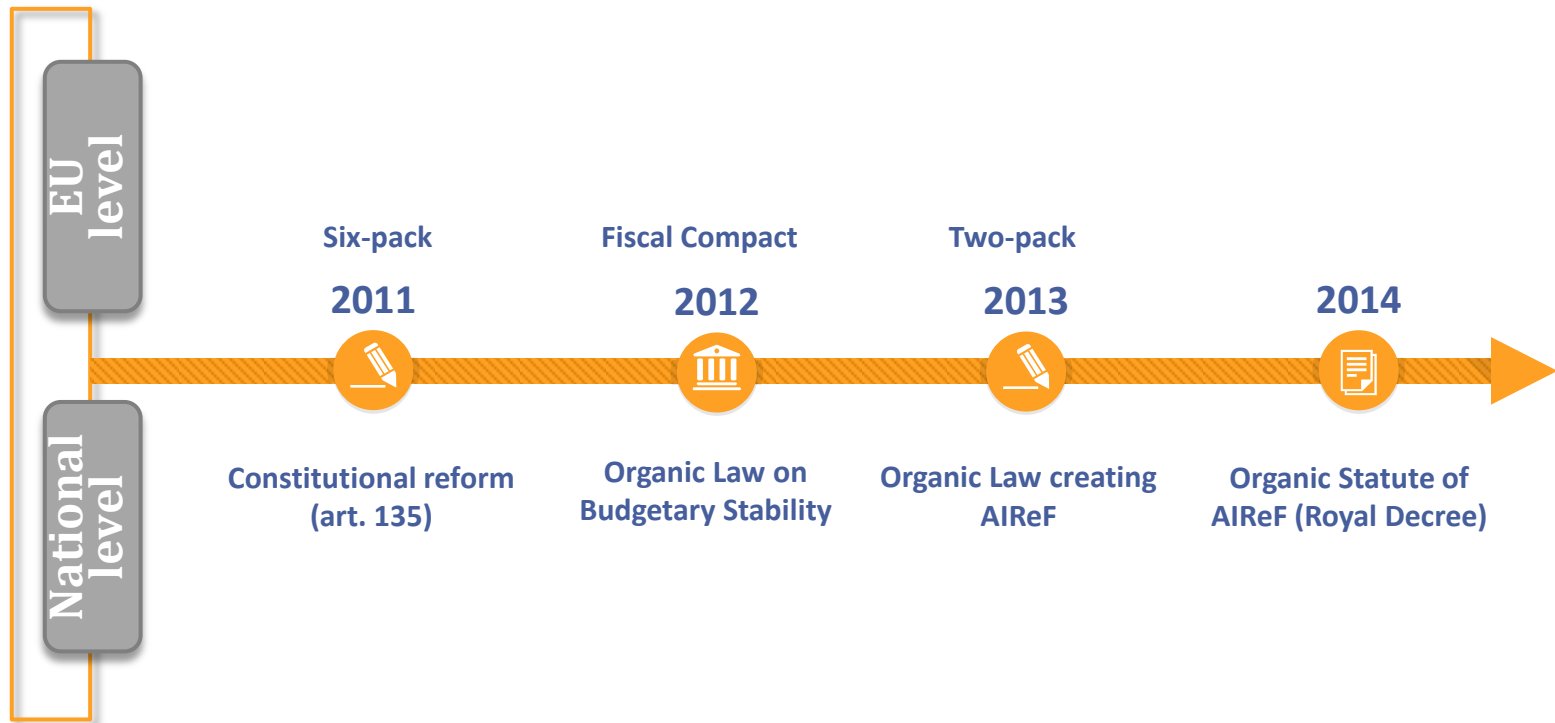 EU
level
Six-pack
Fiscal Compact
Two-pack
2011
2012
2013
2014
National
level
Constitutional reform
(art. 135)
Organic Law on
Budgetary Stability
Organic Law creating
AIReF
Organic Statute of
AIReF (Royal Decree)